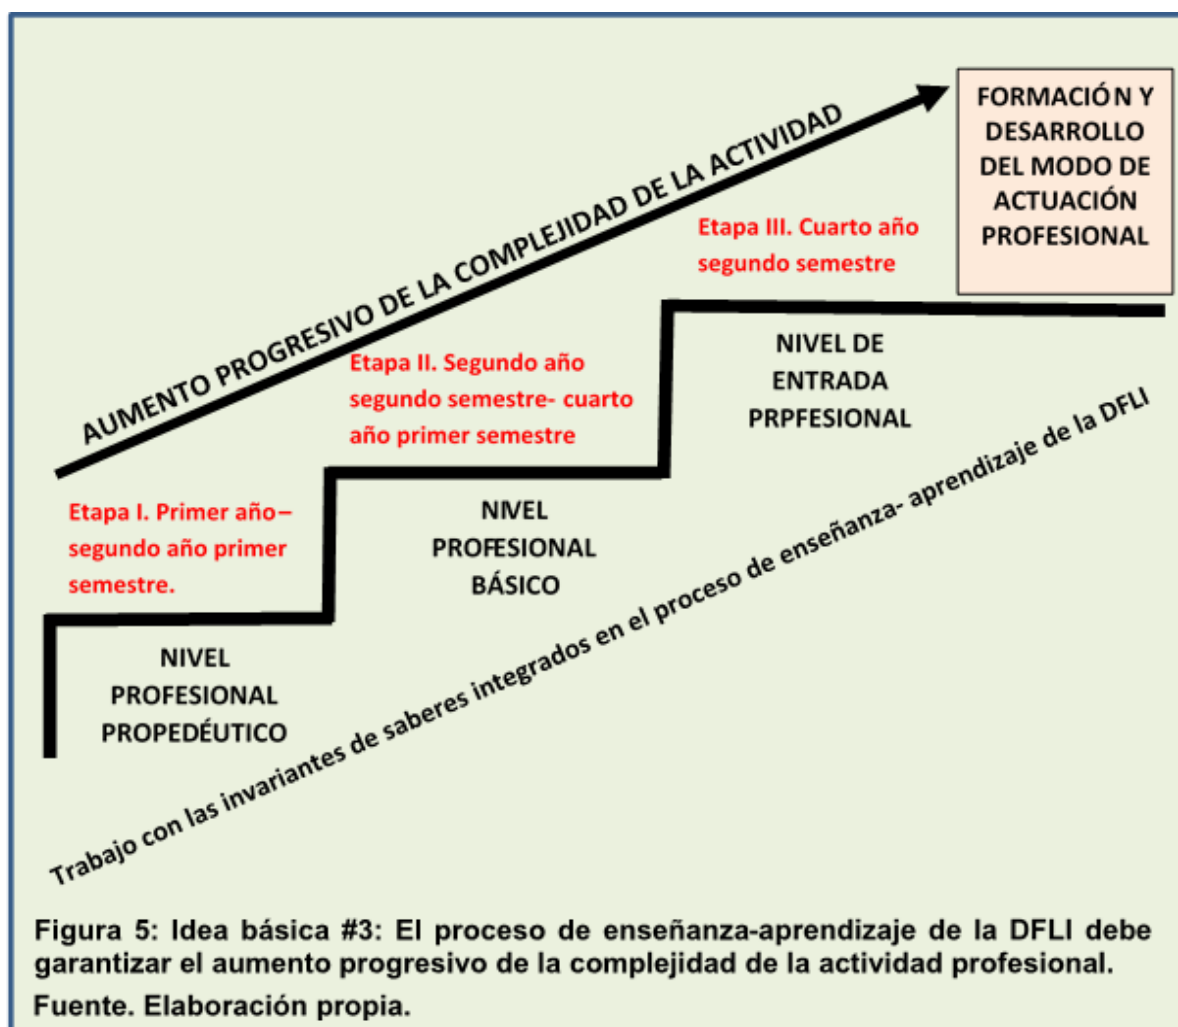 AUMENTO PROGRESIVO DE LA COMPLEJIDAD DE LA ACTIVIDAD
FORMACIÓN Y
DESARROLLO
DEL MODO DE
ACTUACIÓN
PROFESIONAL
Etapa III. Cuarto año
segundo semestre
NIVEL DE
ENTRADA
PRPFESIONAL
Etapa II. Segundo año
segundo semestre- cuarto
año primer semestre
NIVEL
PROFESIONAL
BÁSICO
Etapa I. Primer año–
segundo año primer
semestre.
NIVEL
PROFESIONAL
PROPEDÉUTICO
Trabajo con las invariantes de saberes integrados en el proceso de enseñanza- aprendizaje de la DFLI
Figura 5: Idea básica #3: El proceso de enseñanza-aprendizaje de la DFLI debe
garantizar el aumento progresivo de la complejidad de la actividad profesional.
Fuente. Elaboración propia.